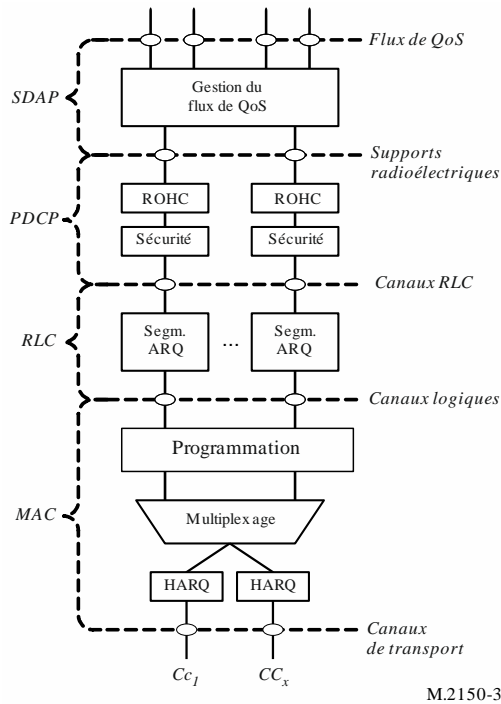 Flux de QoS
Gestion du
flux de QoS
SDAP
Supports
radioélectriques
ROHC
ROHC
PDCP
Sécurité
Sécurité
Canaux RLC
Segm.
ARQ
...
Segm.
ARQ
RLC
Canaux logiques
Programmation
MAC
Multiplexage
HARQ
HARQ
Canaux
de transport
Cc1
CCx
M.2150-3